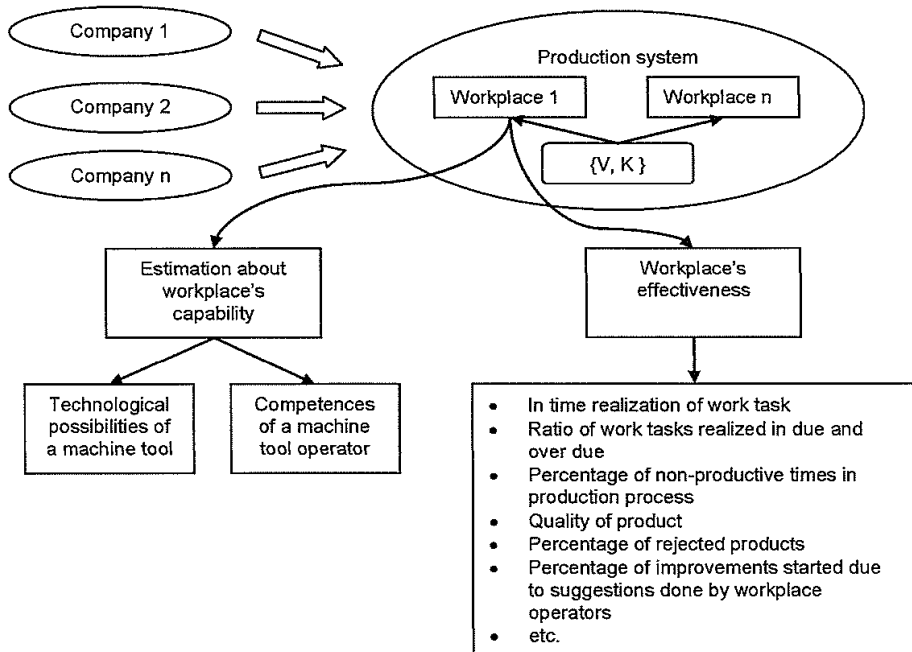 Company 1
Company 2
Company n
Production system
Workplace 1
Workplace n
{V, K }
Estimation about
workplace's
capability
Workplace's
effectiveness
Technological
possibilities of
a machine tool
Competences
of a machine
tool operator
• In time realization of work task
• Ratio of work tasks realized in due and
over due
• Percentage of non-productive times in
production process
• Quality of product
• Percentage of rejected products
• Percentage of improvements started due
to suggestions done by workplace
operators
• etc.